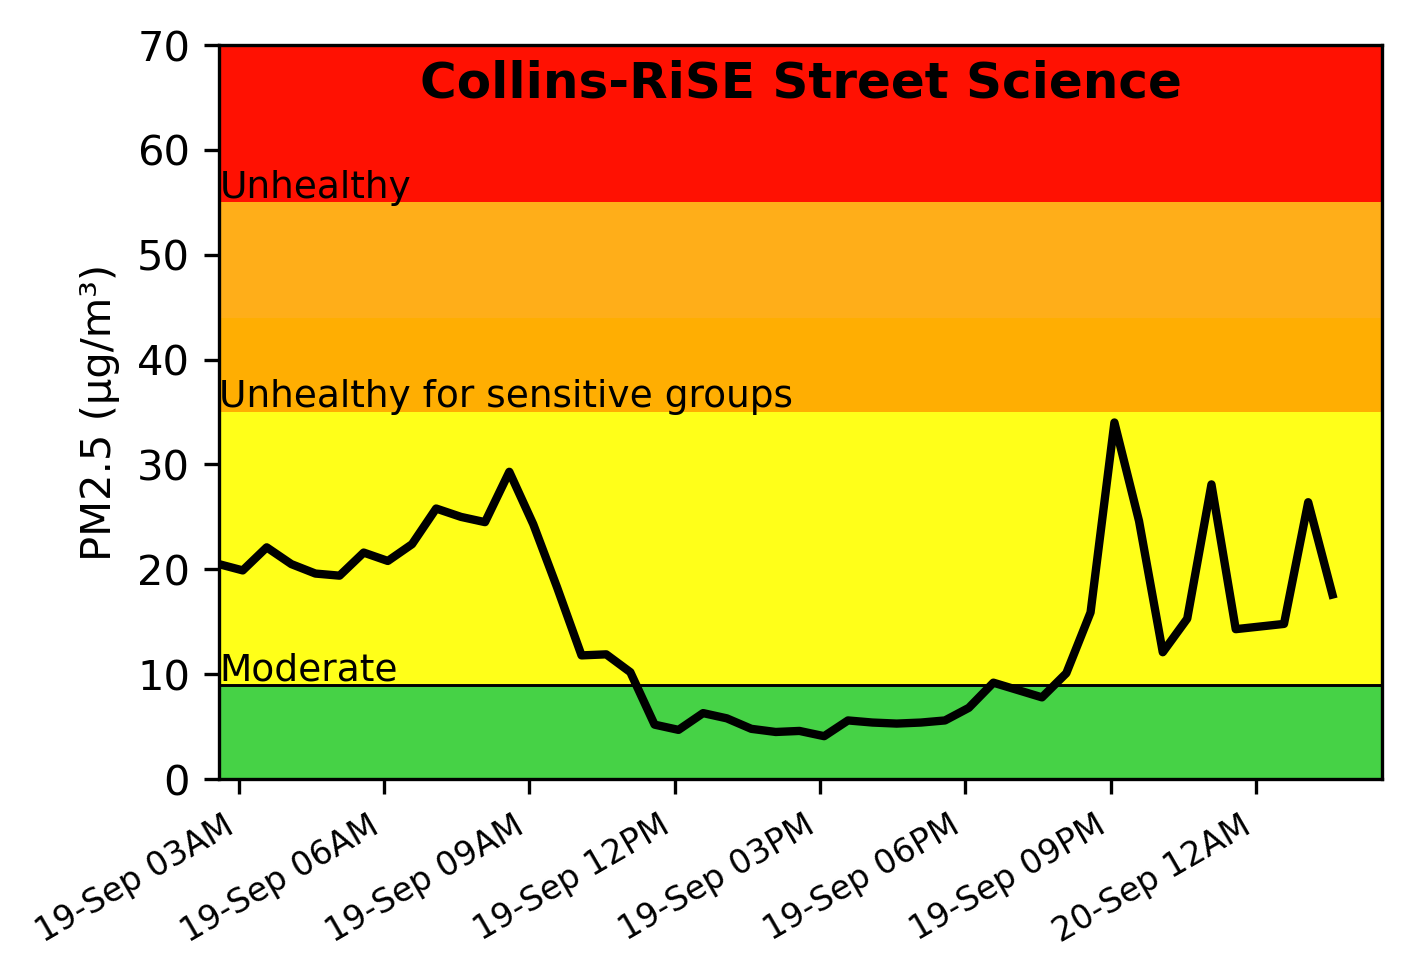 Collins-RiSE Street Science
70
60
Unhealthy
50
40
Unhealthy for sensitive groups
30
20
Moderate
10
0
PM2.5 (µg/m³)
19-Sep 03AM
19-Sep 06AM
19-Sep 09AM
19-Sep 12PM
19-Sep 03PM
19-Sep 06PM
19-Sep 09PM
20-Sep 12AM